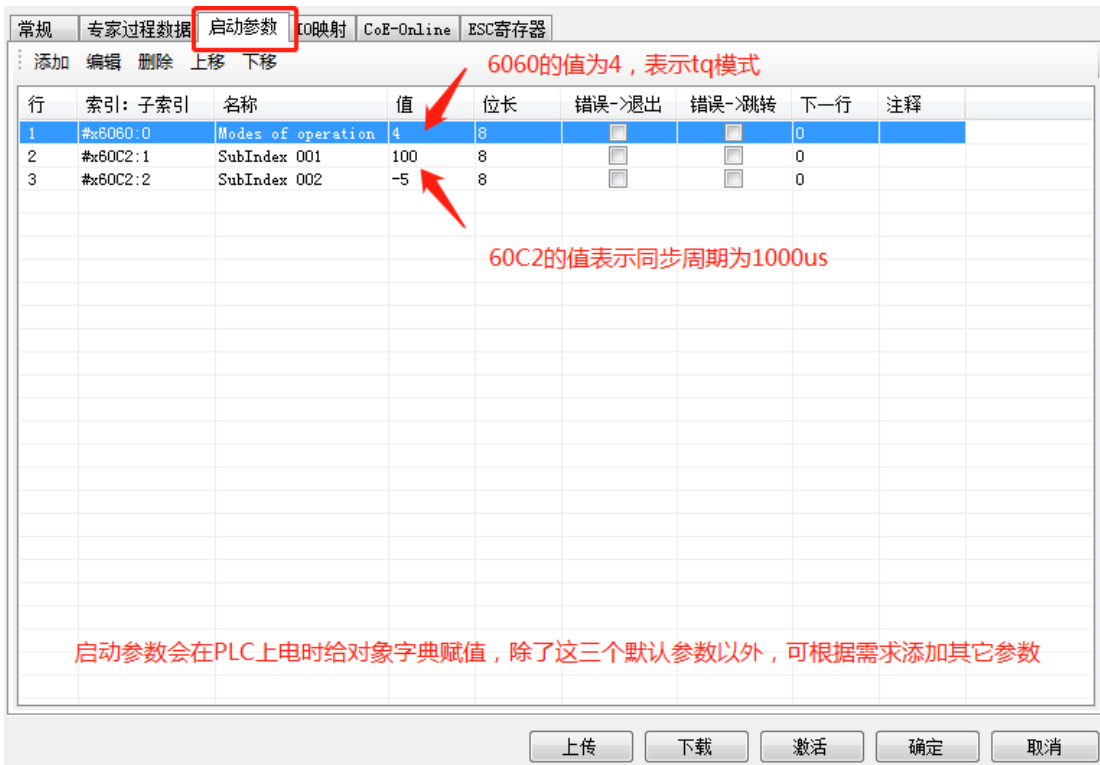 常规 专家过程数据 启动参数 IO映射 CoE-Online ESC寄存器
添加 编辑 删除 上移 下移
6060的值为4，表示tq模式
行 索引: 子索引 名称 值 位长 错误->退出 错误->跳转 下一行 注释
1 #x6060:0 Modes of operation 4 8 0
2 #x60C2:1 SubIndex 001 100 8 0
3 #x60C2:2 SubIndex 002 -5 8 0
60C2的值表示同步周期为1000us
启动参数会在PLC上电时给对象字典赋值，除了这三个默认参数以外，可根据需求添加其它参数
上传 下载 激活 确定 取消